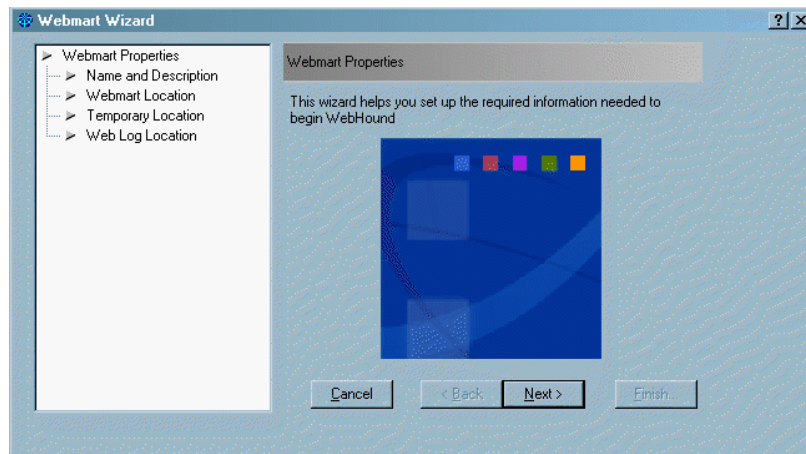 Webmart Wizard
? X
Webmart Properties
Name and Description
Webmart Location
Temporary Location
Web Log Location
Webmart Properties
This wizard helps you set up the required information needed to
begin WebHound
Cancel < Back Next > Finish...